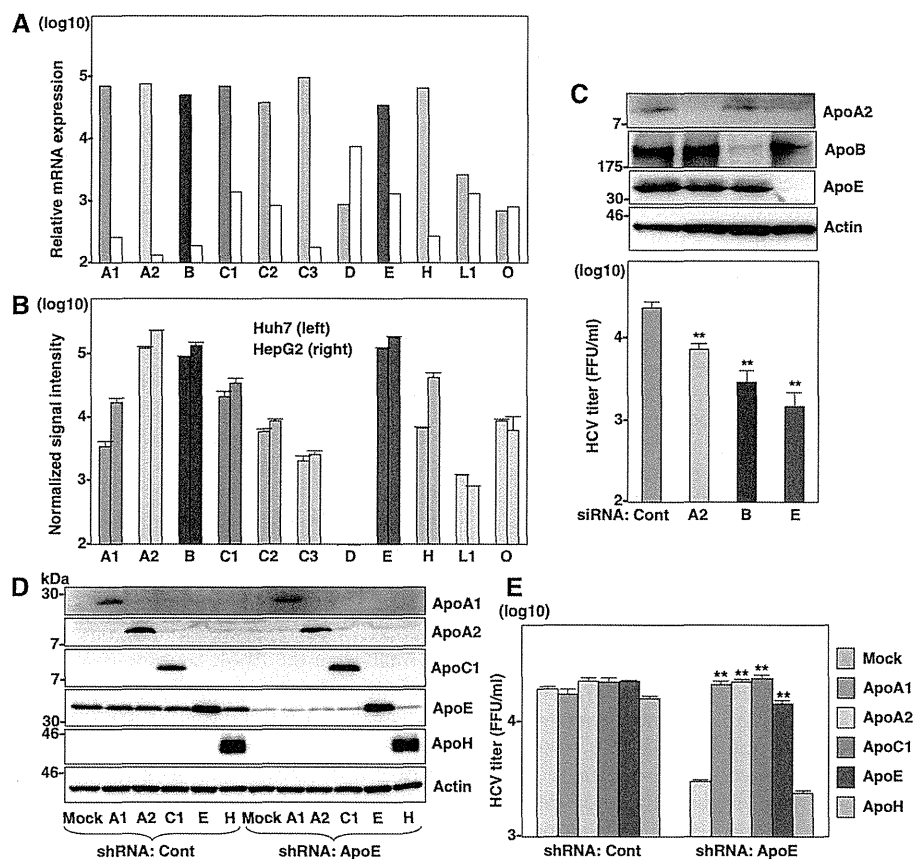 A
(log10)
Relative mRNA expression
5
4
3
2
A1 A2 B C1 C2 C3 D E H L1 O
B
(log10)
Huh7 (left)
HepG2 (right)
Normalized signal intensity
5
4
3
2
A1 A2 B C1 C2 C3 D E H L1 O
C
7
ApoA2
ApoB
175
ApoE
30
46
Actin
(log10)
HCV titer (FFU/ml)
4
3
2
**
**
**
siRNA: Cont A2 B E
D
kDa
30
ApoA1
ApoA2
7
ApoC1
7
ApoE
30
46
ApoH
46
Actin
Mock A1 A2 C1 E H Mock A1 A2 C1 E H
shRNA: Cont shRNA: ApoE
E
(log10)
HCV titer (FFU/ml)
4
3
** ** ** **
shRNA: Cont shRNA: ApoE
Mock
ApoA1
ApoA2
ApoC1
ApoE
ApoH